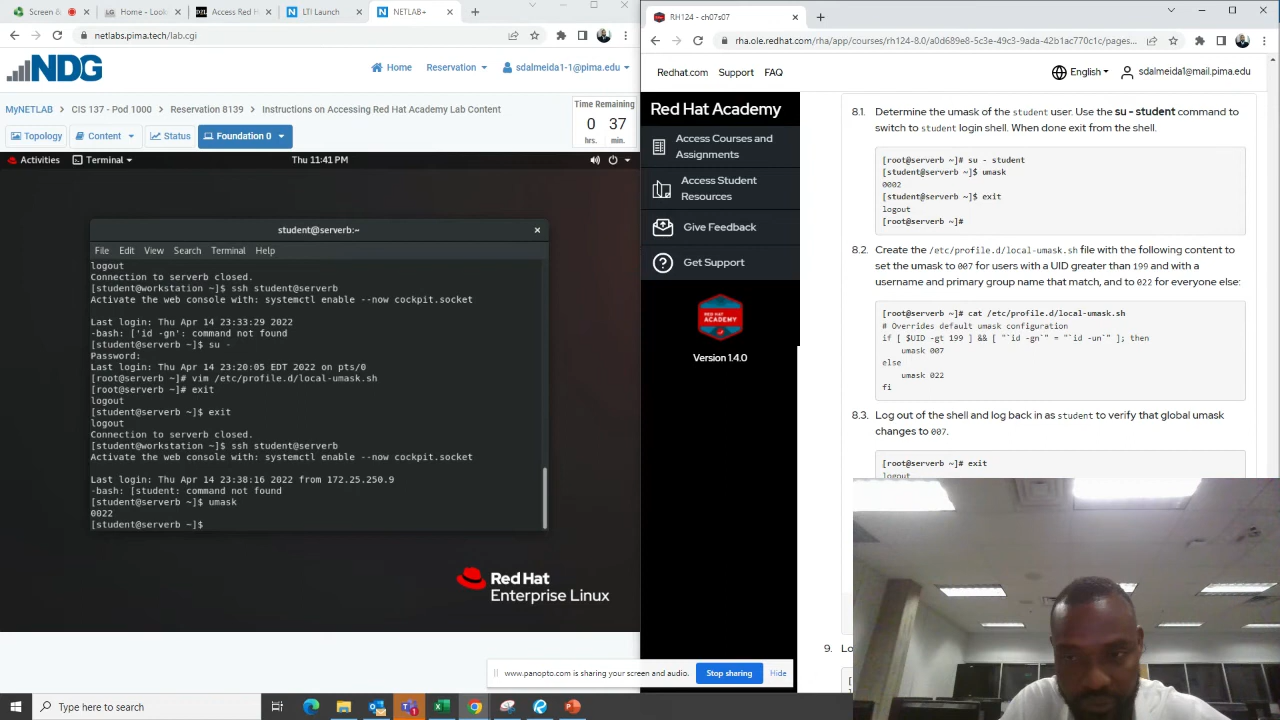 Screen &
Home - Look
Access Red H
LTI Launch
NETLAB+
netlabs.pima.tech/lab.cgi
NDG
Home
Reservation
sdalmeida1-1@pima.edu
MyNETLAB > CIS 137 - Pod 1000 > Reservation 8139 > Instructions on Accessing Red Hat Academy Lab Content
Time Remaining
0 37
hrs. min.
Topology
Content
Status
Foundation 0
Activities
Terminal
Thu 11:41 PM
student@serverb:~
File Edit View Search Terminal Help
logout
Connection to serverb closed.
[student@workstation ~]$ ssh student@serverb
Activate the web console with: systemctl enable --now cockpit.socket
Last login: Thu Apr 14 23:33:29 2022
-bash: ['id -gn': command not found
[student@serverb ~]$ su -
Password:
Last login: Thu Apr 14 23:20:05 EDT 2022 on pts/0
[root@serverb ~]# vim /etc/profile.d/local-umask.sh
[root@serverb ~]# exit
logout
[student@serverb ~]$ exit
logout
Connection to serverb closed.
[student@workstation ~]$ ssh student@serverb
Activate the web console with: systemctl enable --now cockpit.socket
Last login: Thu Apr 14 23:38:16 2022 from 172.25.250.9
-bash: [student: command not found
[student@serverb ~]$ umask
0022
[student@serverb ~]$
Red Hat
Enterprise Linux
RH124 - ch07s07
rha.ole.redhat.com/rha/app/courses/rh124-8.0/a0d689e8-5c3e-49c3-9ada-42b1ac770c1c/pages...
Redhat.com Support FAQ
English
sdalmeida1@mail.pima.edu
Red Hat Academy
Access Courses and
Assignments
Access Student
Resources
Give Feedback
Get Support
RED HAT
ACADEMY
Version 1.4.0
8.1. Determine the umask of the student user. Use the su - student command to
switch to student login shell. When done exit from the shell.
[root@serverb ~]# su - student
[student@serverb ~]$ umask
0002
[student@serverb ~]$ exit
logout
[root@serverb ~]#
8.2. Create the /etc/profile.d/local-umask.sh file with the following content to
set the umask to 007 for users with a UID greater than 199 and with a
username and primary group name that match, and to 022 for everyone else:
[root@serverb ~]# cat /etc/profile.d/local-umask.sh
# Overrides default umask configuration
if [ $UID -gt 199 ] && [ "`id -gn`" = "`id -un`" ]; then
umask 007
else
umask 022
fi
8.3. Log out of the shell and log back in as student to verify that global umask
changes to 007.
[root@serverb ~]# exit
logout
9. Lo
www.panopto.com is sharing your screen and audio.
Stop sharing
Hide
Type here to search